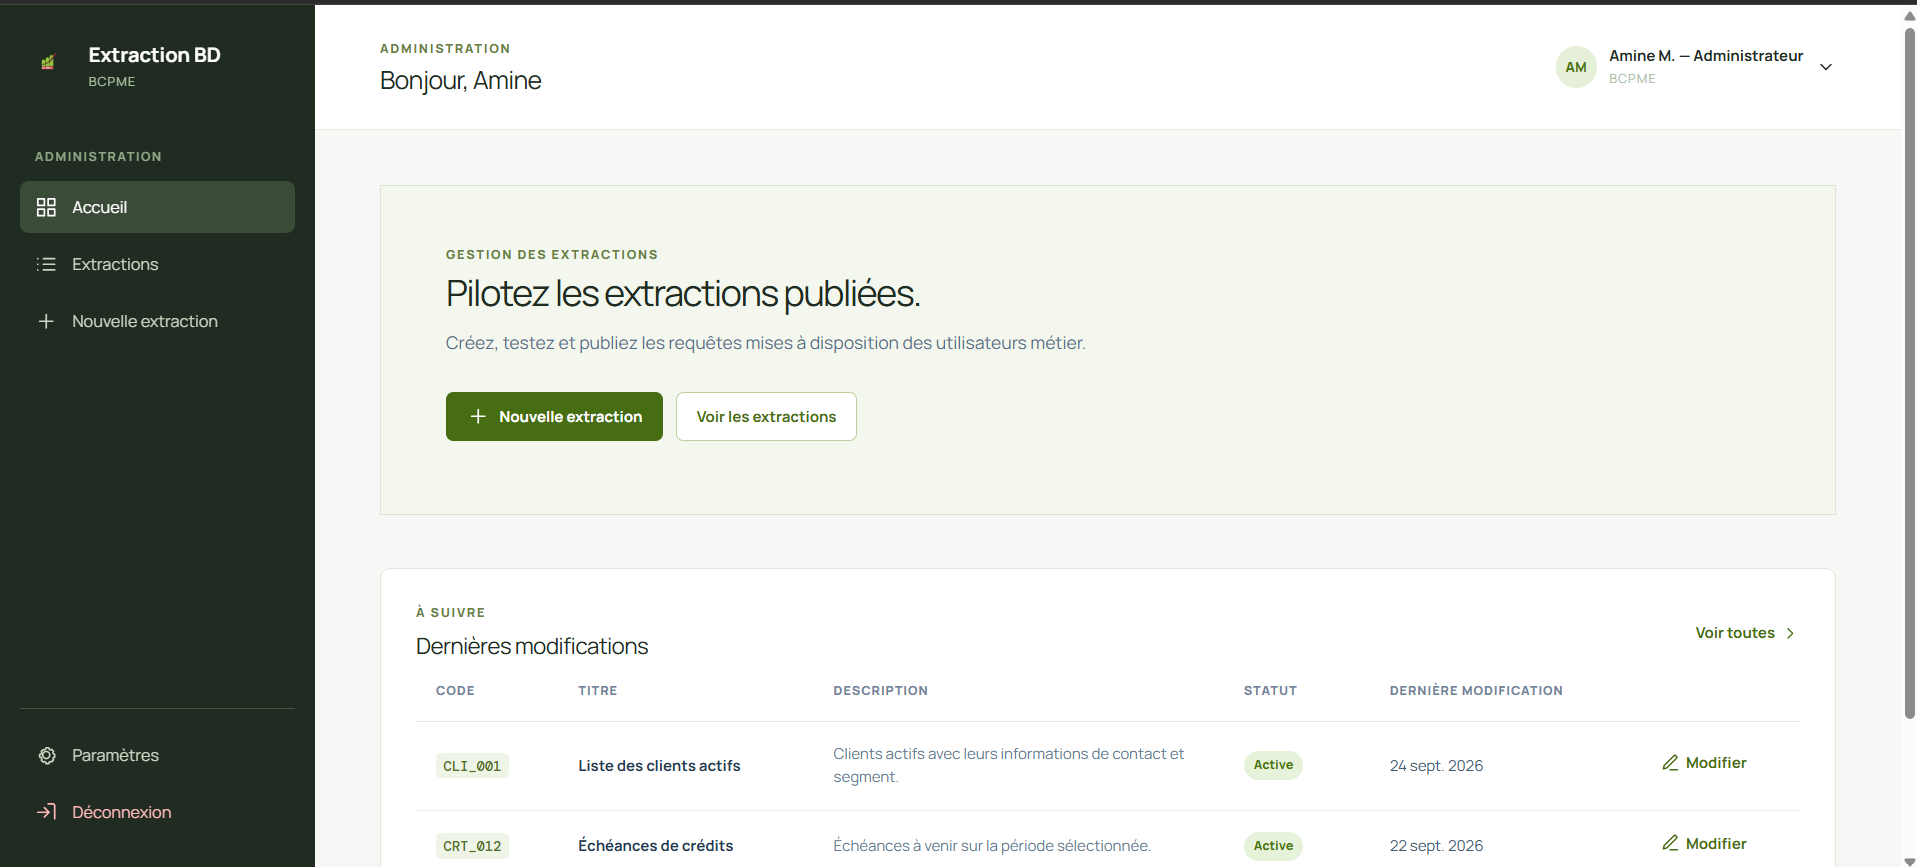 Extraction BD
BCPME
ADMINISTRATION
Accueil
Extractions
Nouvelle extraction
Paramètres
Déconnexion
ADMINISTRATION
Bonjour, Amine
AM
Amine M. — Administrateur
BCPME
GESTION DES EXTRACTIONS
Pilotez les extractions publiées.
Créez, testez et publiez les requêtes mises à disposition des utilisateurs métier.
Nouvelle extraction
Voir les extractions
À SUIVRE
Dernières modifications
Voir toutes
CODE TITRE DESCRIPTION STATUT DERNIÈRE MODIFICATION
CLI_001 Liste des clients actifs Clients actifs avec leurs informations de contact et
segment. Active 24 sept. 2026 Modifier
CRT_012 Échéances de crédits Échéances à venir sur la période sélectionnée. Active 22 sept. 2026 Modifier